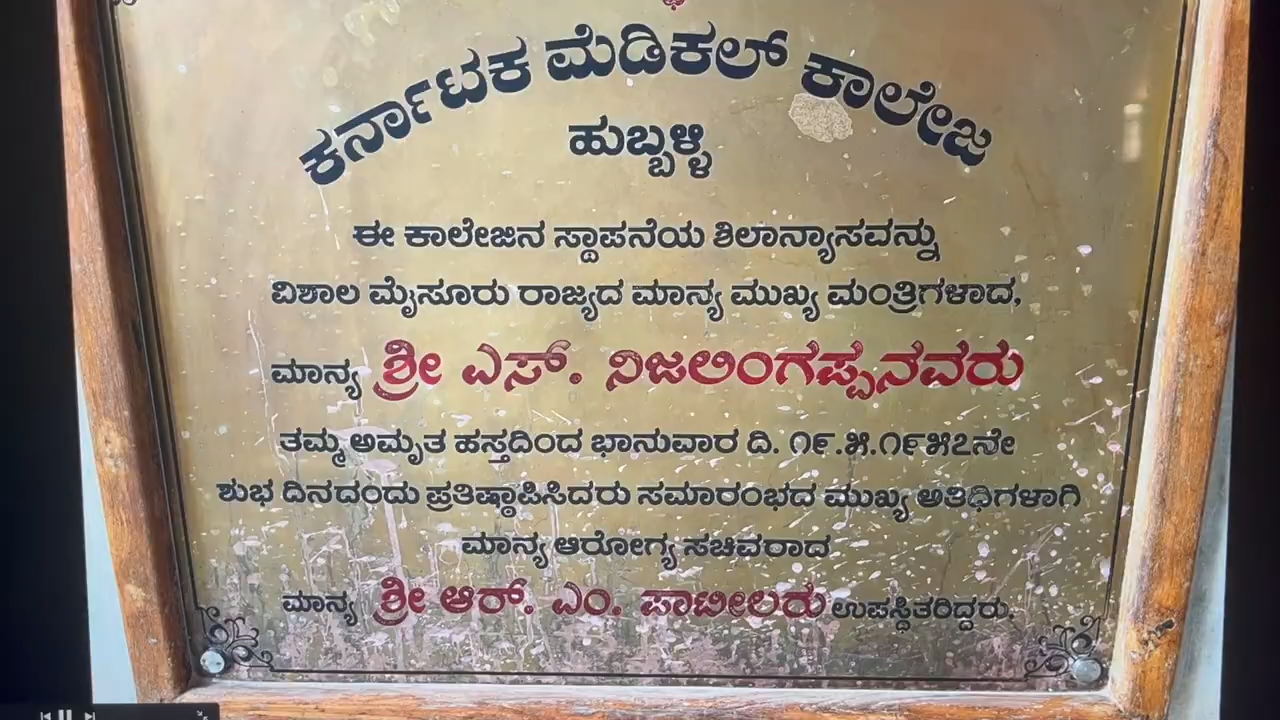 ಕರ್ನಾಟಕ ಮೆಡಿಕಲ್ ಕಾಲೇಜ
ಹುಬ್ಬಳ್ಳಿ
ಈ ಕಾಲೇಜಿನ ಸ್ಥಾಪನೆಯ ಶಿಲಾನ್ಯಾಸವನ್ನು
ವಿಶಾಲ ಮೈಸೂರು ರಾಜ್ಯದ ಮಾನ್ಯ ಮುಖ್ಯ ಮಂತ್ರಿಗಳಾದ,
ಮಾನ್ಯ ಶ್ರೀ ಎಸ್. ನಿಜಲಿಂಗಪ್ಪನವರು
ತಮ್ಮ ಅಮೃತ ಹಸ್ತದಿಂದ ಭಾನುವಾರ ದಿ. ೧೯.೫.೧೯೫೭ನೇ
ಶುಭ ದಿನದಂದು ಪ್ರತಿಷ್ಠಾಪಿಸಿದರು ಸಮಾರಂಭದ ಮುಖ್ಯ ಅತಿಥಿಗಳಾಗಿ
ಮಾನ್ಯ ಆರೋಗ್ಯ ಸಚಿವರಾದ
ಮಾನ್ಯ ಶ್ರೀ ಆರ್. ಎಂ. ಪಾಟೀಲರು ಉಪಸ್ಥಿತರಿದ್ದರು.